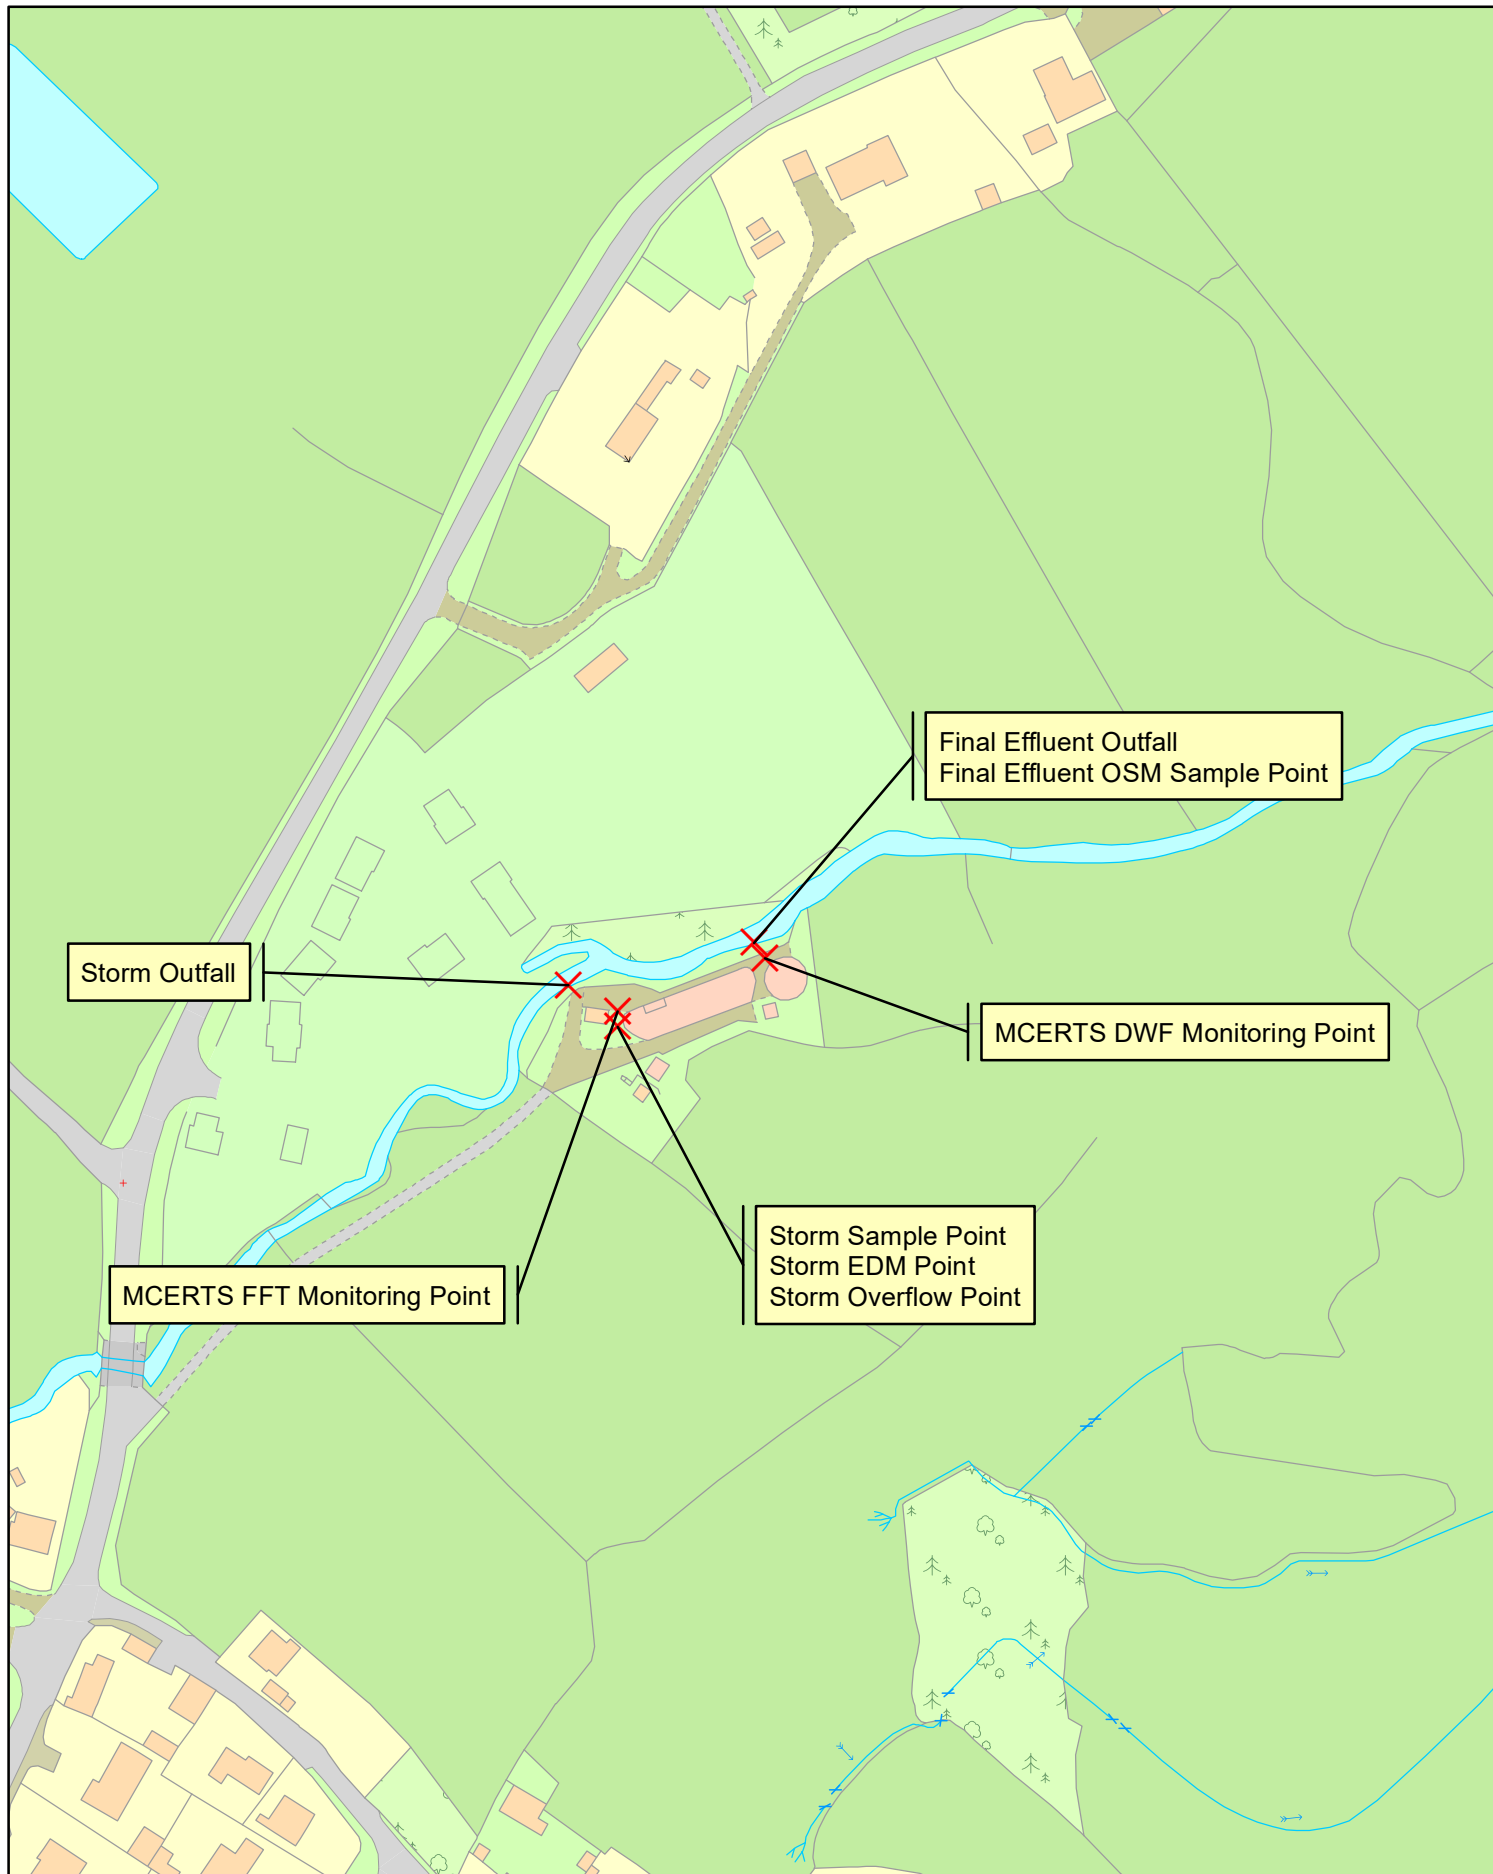 Final Effluent Outfall
Final Effluent OSM Sample Point
Storm Outfall
MCERTS DWF Monitoring Point
Storm Sample Point
Storm EDM Point
Storm Overflow Point
MCERTS FFT Monitoring Point